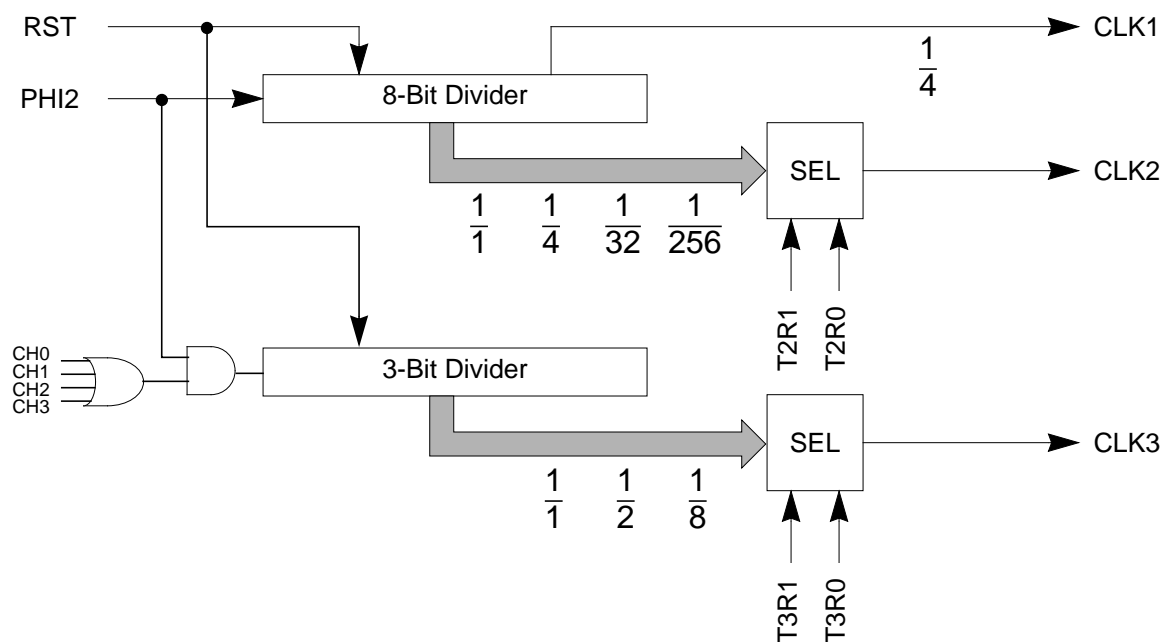 RST
CLK1
1/4
PHI2
8-Bit Divider
SEL
CLK2
1/1 1/4 1/32 1/256
T2R1
T2R0
CH0
CH1
CH2
CH3
3-Bit Divider
SEL
CLK3
1/1 1/2 1/8
T3R1
T3R0